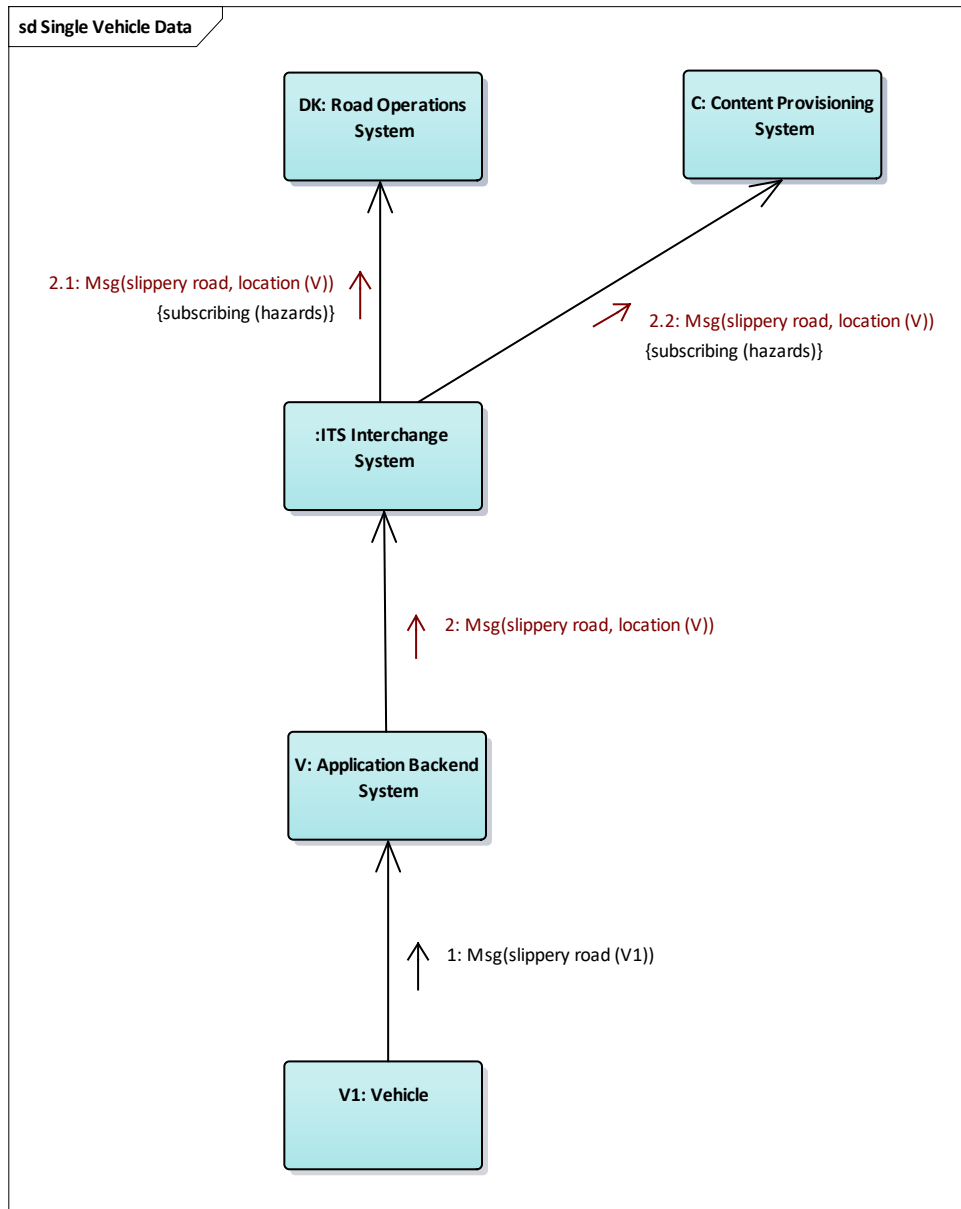 sd Single Vehicle Data
DK: Road Operations
System
C: Content Provisioning
System
2.1: Msg(slippery road, location (V))
{subscribing (hazards)}
2.2: Msg(slippery road, location (V))
{subscribing (hazards)}
:ITS Interchange
System
2: Msg(slippery road, location (V))
V: Application Backend
System
1: Msg(slippery road (V1))
V1: Vehicle